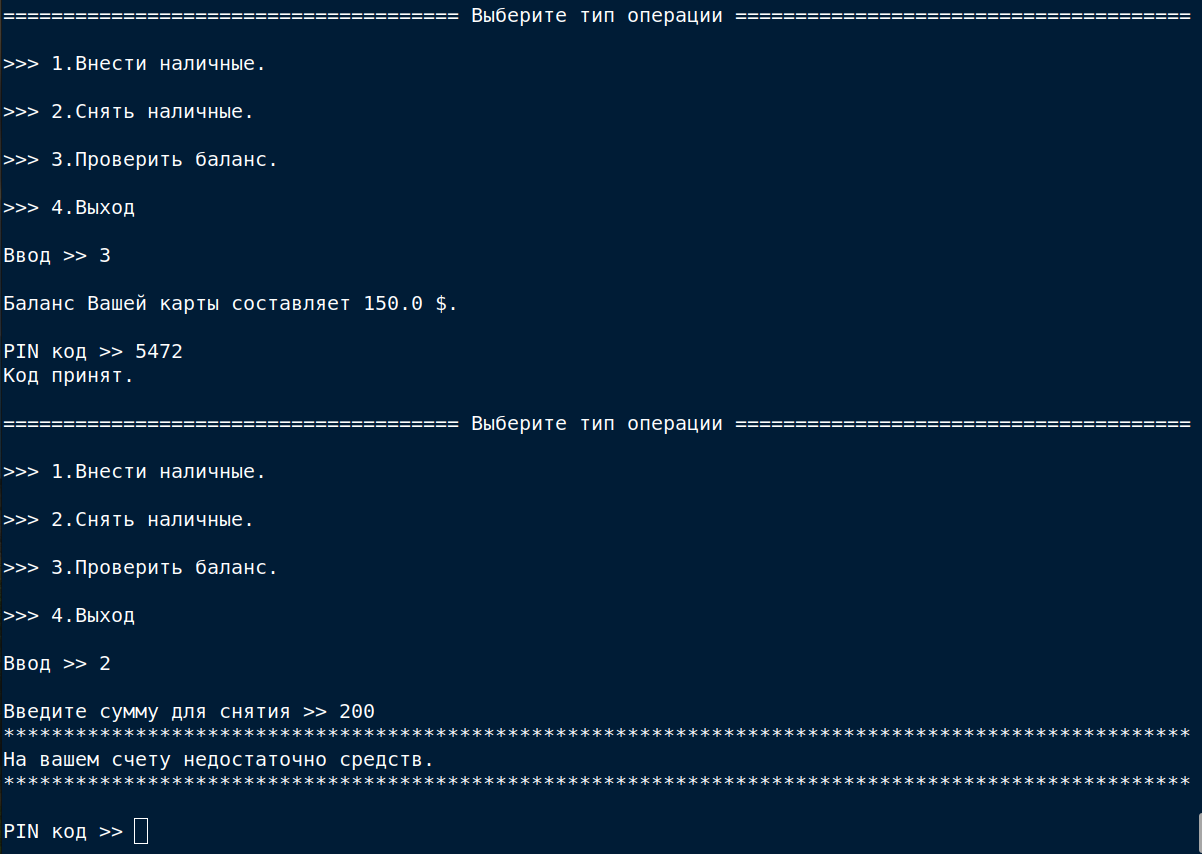 ====================================== Выберите тип операции ======================================
>>> 1.Внести наличные.
>>> 2.Снять наличные.
>>> 3.Проверить баланс.
>>> 4.Выход
Ввод >> 3
Баланс Вашей карты составляет 150.0 $.
PIN код >> 5472
Код принят.
====================================== Выберите тип операции ======================================
>>> 1.Внести наличные.
>>> 2.Снять наличные.
>>> 3.Проверить баланс.
>>> 4.Выход
Ввод >> 2
Введите сумму для снятия >> 200
***************************************************************************************************
На вашем счету недостаточно средств.
***************************************************************************************************
PIN код >>